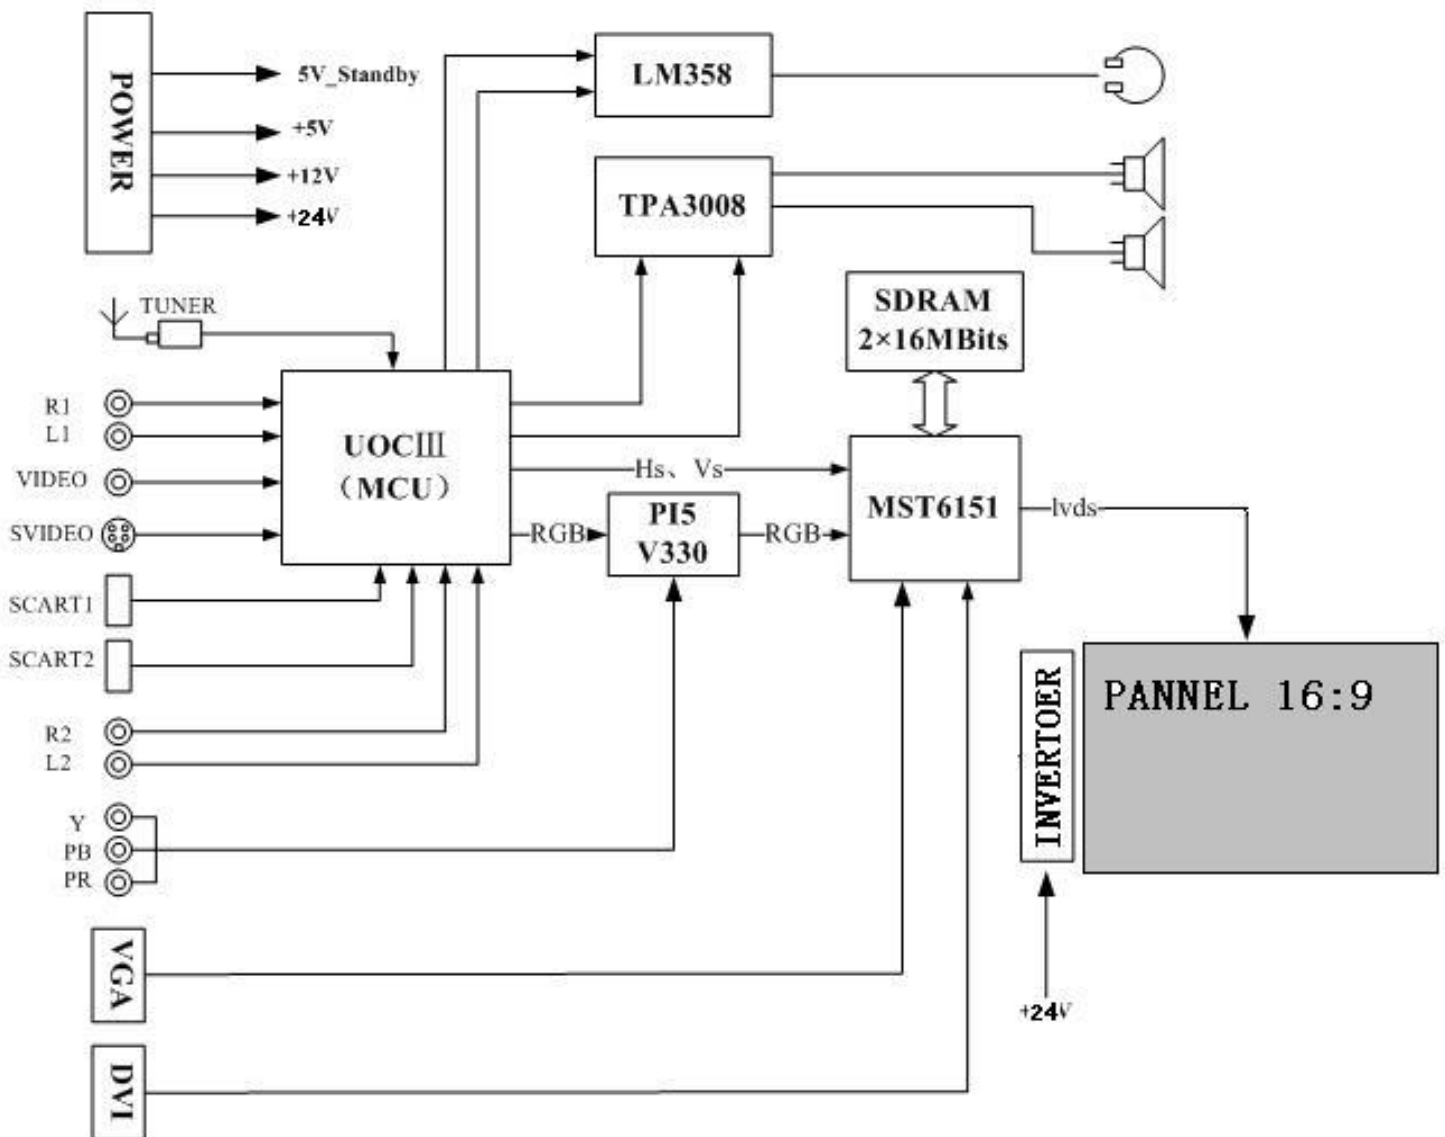 POWER
5V_Standby
+5V
+12V
+24V
LM358
TPA3008
TUNER
SDRAM
2×16MBits
R1
L1
VIDEO
SVIDEO
UOCⅢ
（MCU）
Hs、Vs
RGB
PI5
V330
RGB
MST6151
lvds
SCART1
SCART2
R2
L2
Y
PB
PR
INVERTOER
PANNEL 16:9
+24V
VGA
DVI